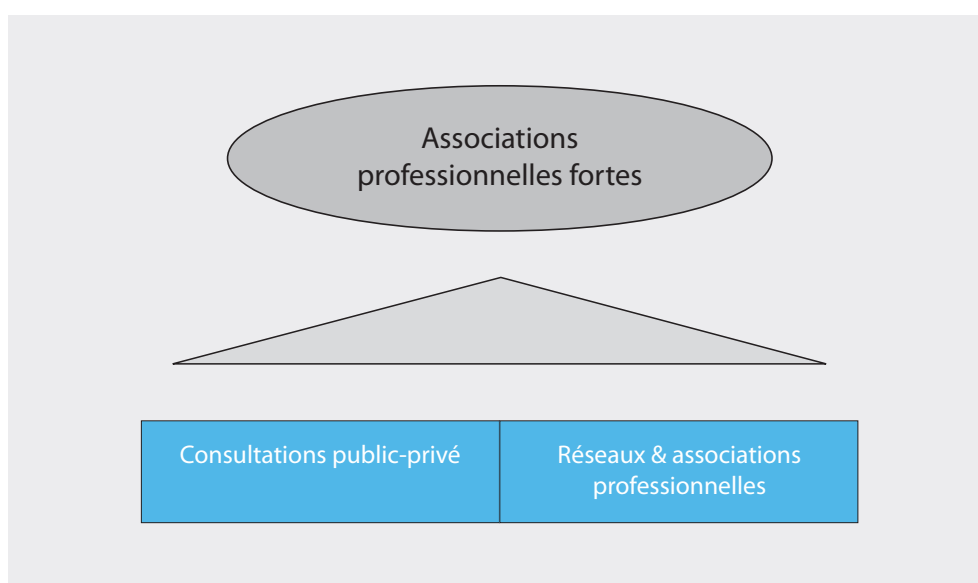 Associations
professionnelles fortes
Consultations public-privé
Réseaux & associations
professionnelles